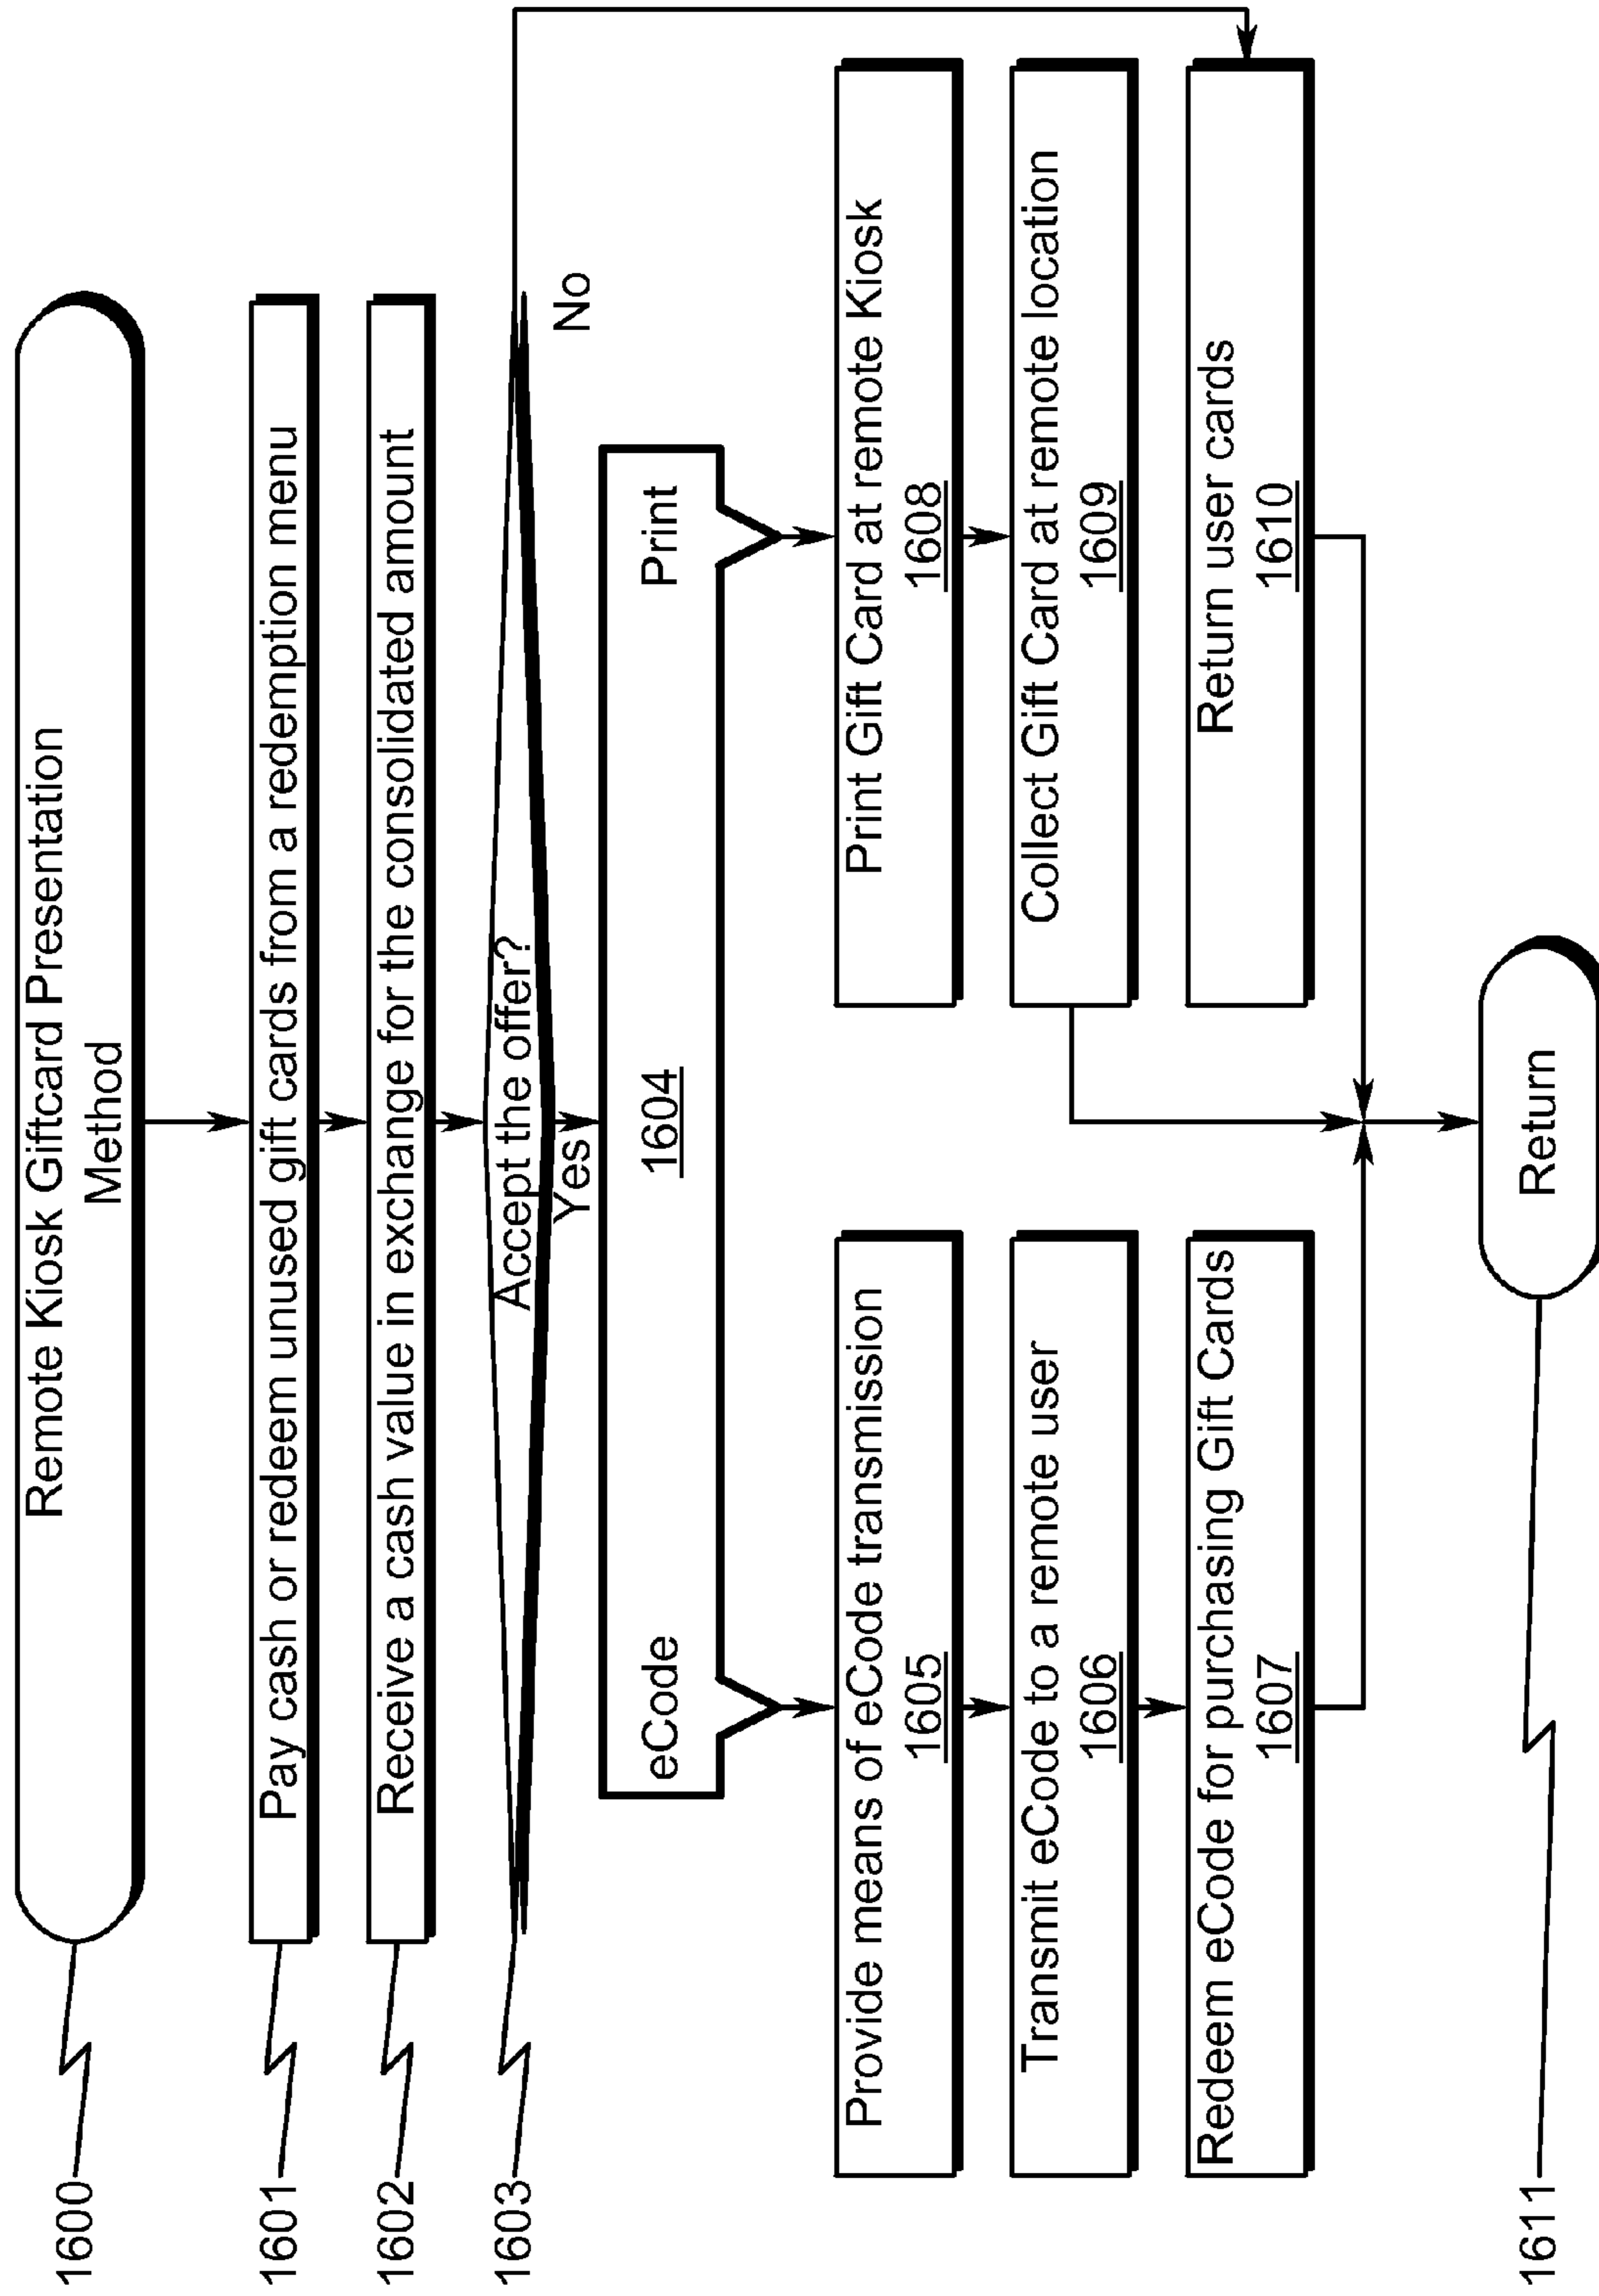 Remote Kiosk Giftcard Presentation
Method
1600
Pay cash or redeem unused gift cards from a redemption menu
1601
Receive a cash value in exchange for the consolidated amount
1602
Accept the offer?
1603
Yes
No
eCode
1604
Print
Provide means of eCode transmission
1605
Transmit eCode to a remote user
1606
Redeem eCode for purchasing Gift Cards
1607
Print Gift Card at remote Kiosk
1608
Collect Gift Card at remote location
1609
Return user cards
1610
Return
1611